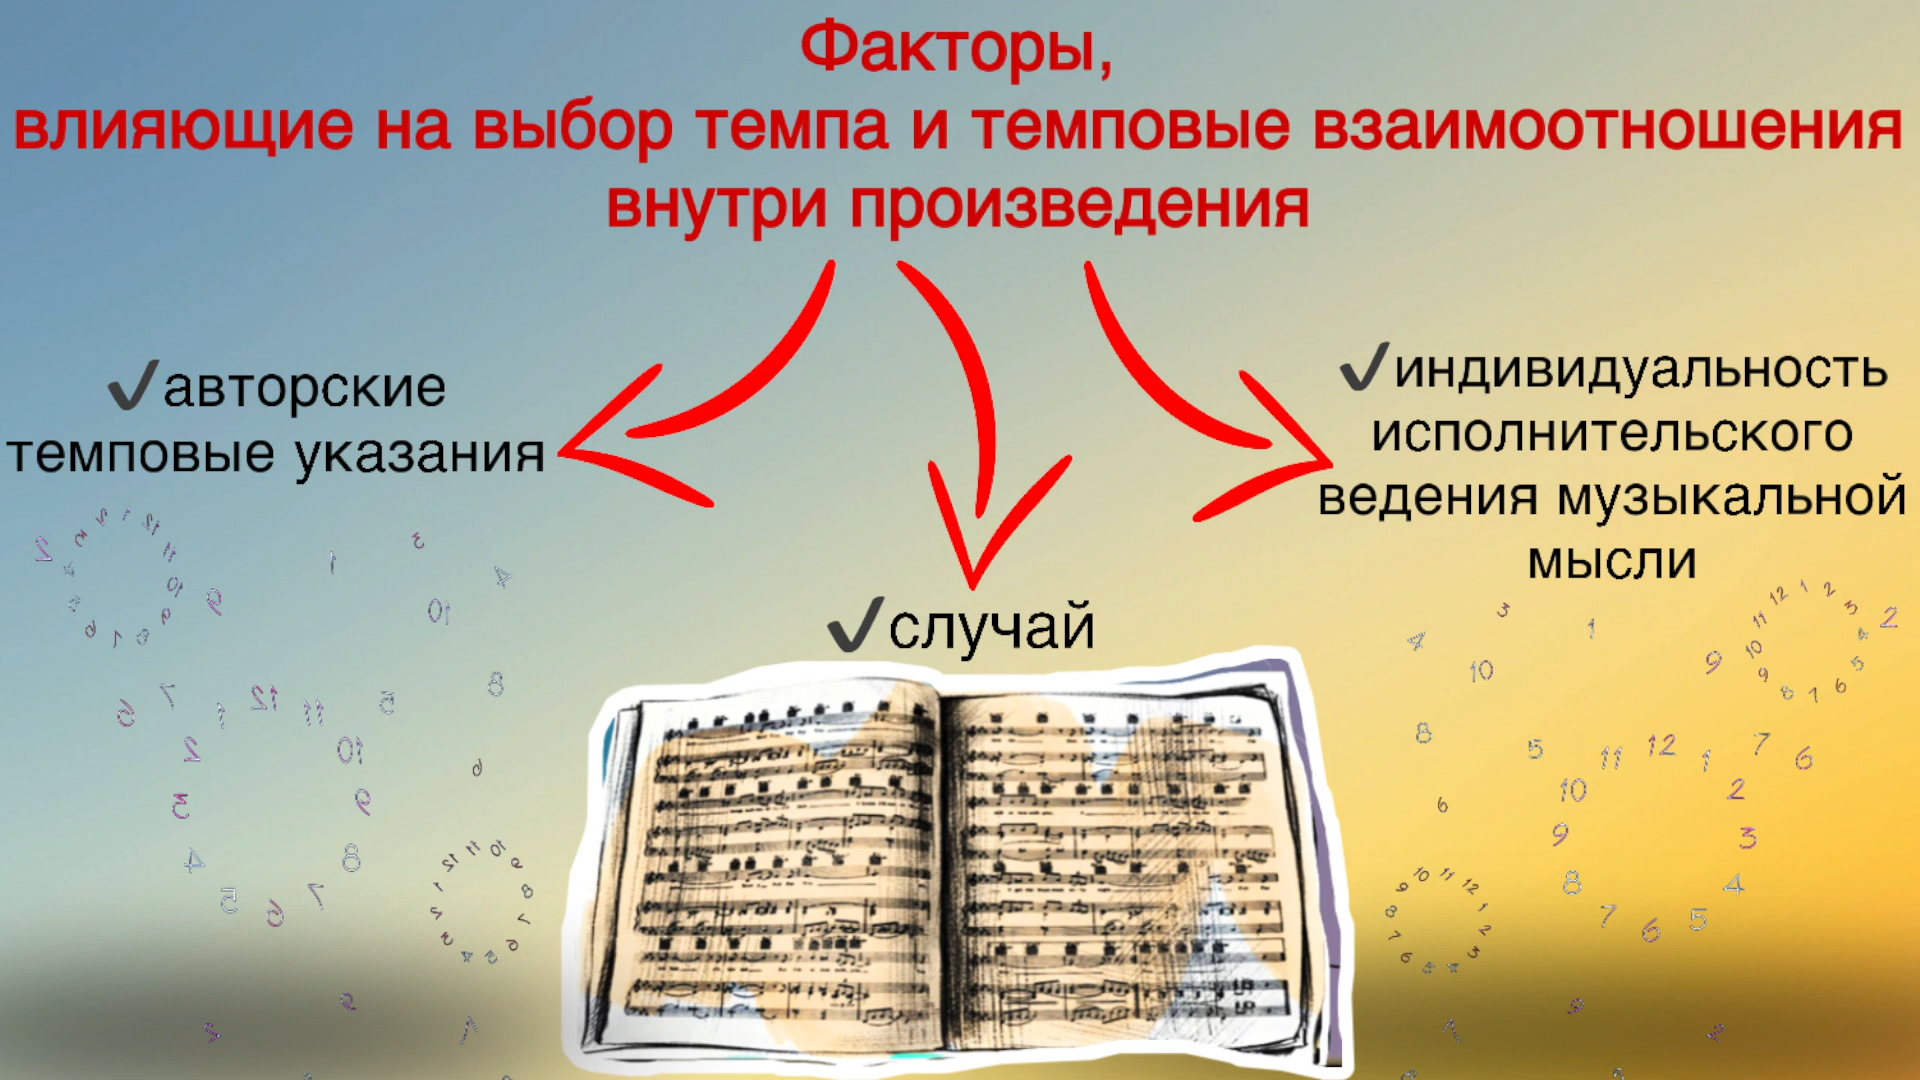 Факторы,
влияющие на выбор темпа и темповые взаимоотношения
внутри произведения
✔авторские
темповые указания
✔случай
✔индивидуальность
исполнительского
ведения музыкальной
мысли